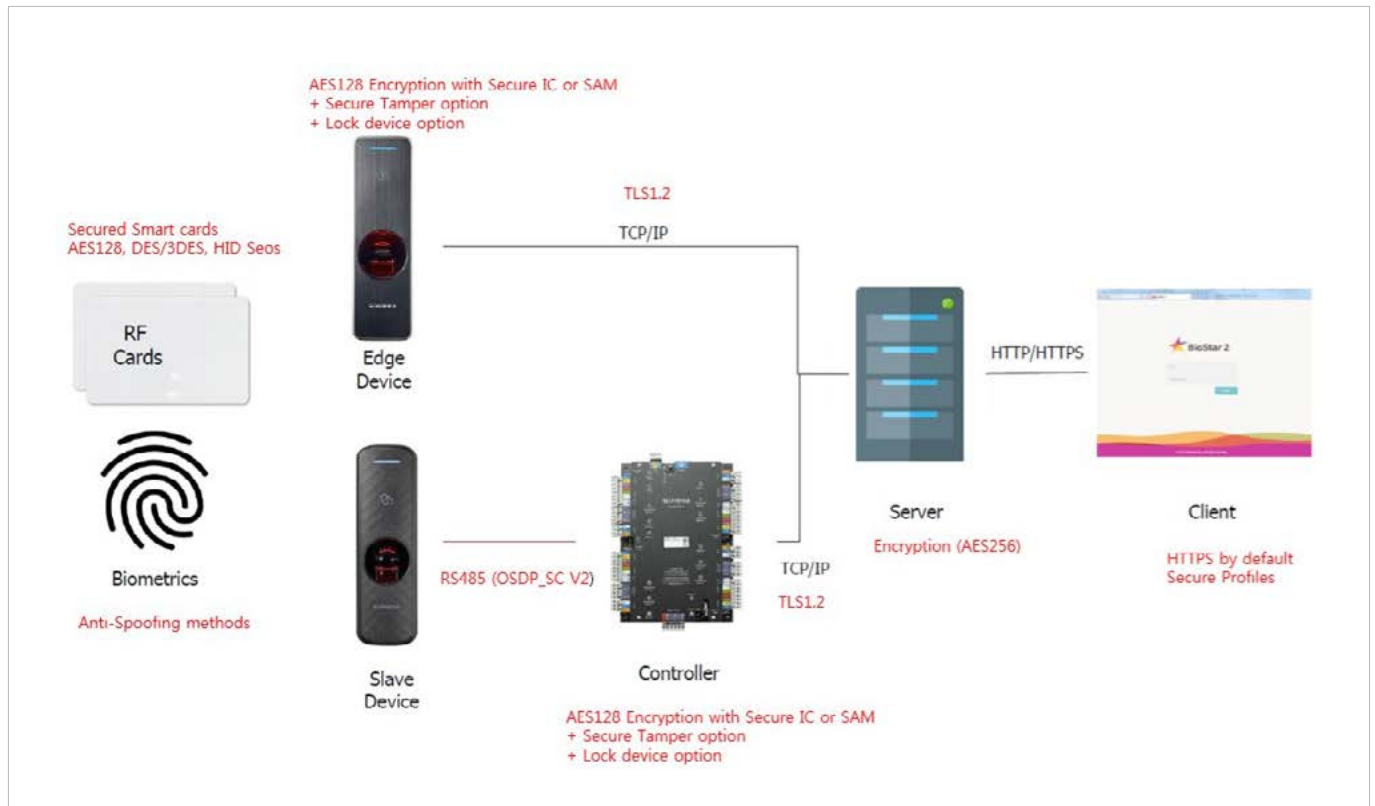 AES128 Encryption with Secure IC or SAM
+ Secure Tamper option
+ Lock device option
TLS1.2
TCP/IP
Secured Smart cards
AES128, DES/3DES, HID Seos
RF
Cards
Edge
Device
HTTP/HTTPS
BioStar 2
Biometrics
Anti-Spoofing methods
RS485 (OSDP_SC V2)
Slave
Device
Controller
AES128 Encryption with Secure IC or SAM
+ Secure Tamper option
+ Lock device option
TCP/IP
TLS1.2
Server
Encryption (AES256)
Client
HTTPS by default
Secure Profiles